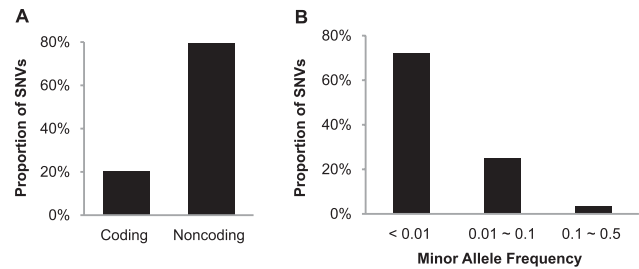 A
Proportion of SNVs
80%
60%
40%
20%
0%
Coding Noncoding
B
Proportion of SNVs
80%
60%
40%
20%
0%
< 0.01 0.01 ~ 0.1 0.1 ~ 0.5
Minor Allele Frequency